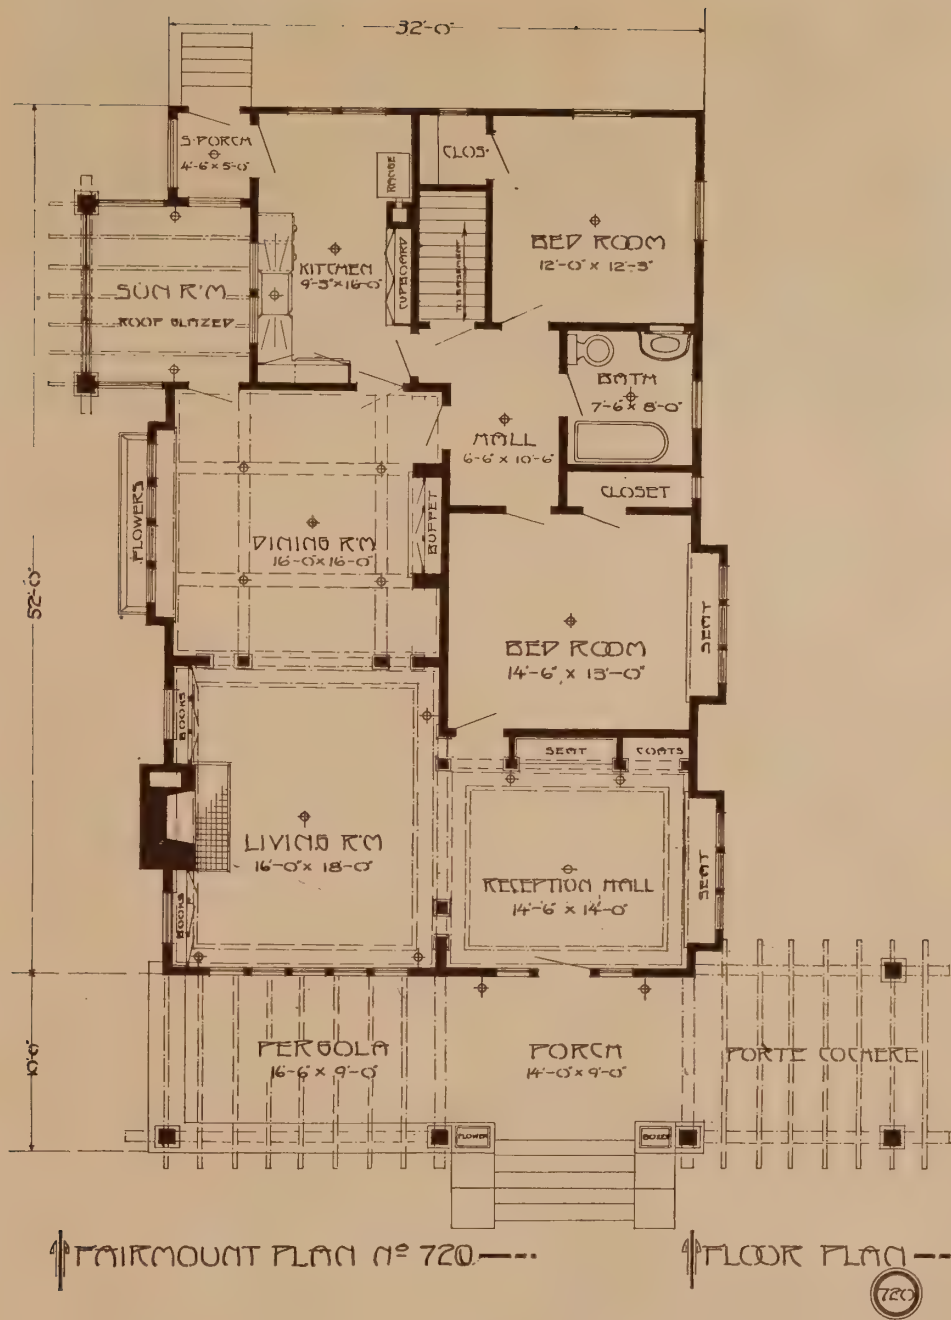 32'-0"
S. PORCH
4'-6" x 5'-0"
CLOS.
RANGE
BED ROOM
12'-0" x 12'-3"
KITCHEN
9'-3" x 16-0"
CUPBOARD
TO BASEMENT
SUN R'M
ROOF GLAZED
BATH
7'-6" x 8'-0"
HALL
6'-6" x 10'-6"
CLOSET
FLOWERS
BUFFET
DINING R'M
16'-0" x 16'-0"
52'-0"
SEAT
BED ROOM
14'-6" x 13'-0"
BOOKS
SEAT
COATS
LIVING R'M
16'-0" x 18'-0"
RECEPTION HALL
14'-6" x 14'-0"
SEAT
BOOKS
10'-0"
PERGOLA
16'-6" x 9'-0"
PORCH
14'-0" x 9'-0"
PORTE COCHERE
FLOWER
BOXES
FAIRMOUNT PLAN Nº 720
FLOOR PLAN
720